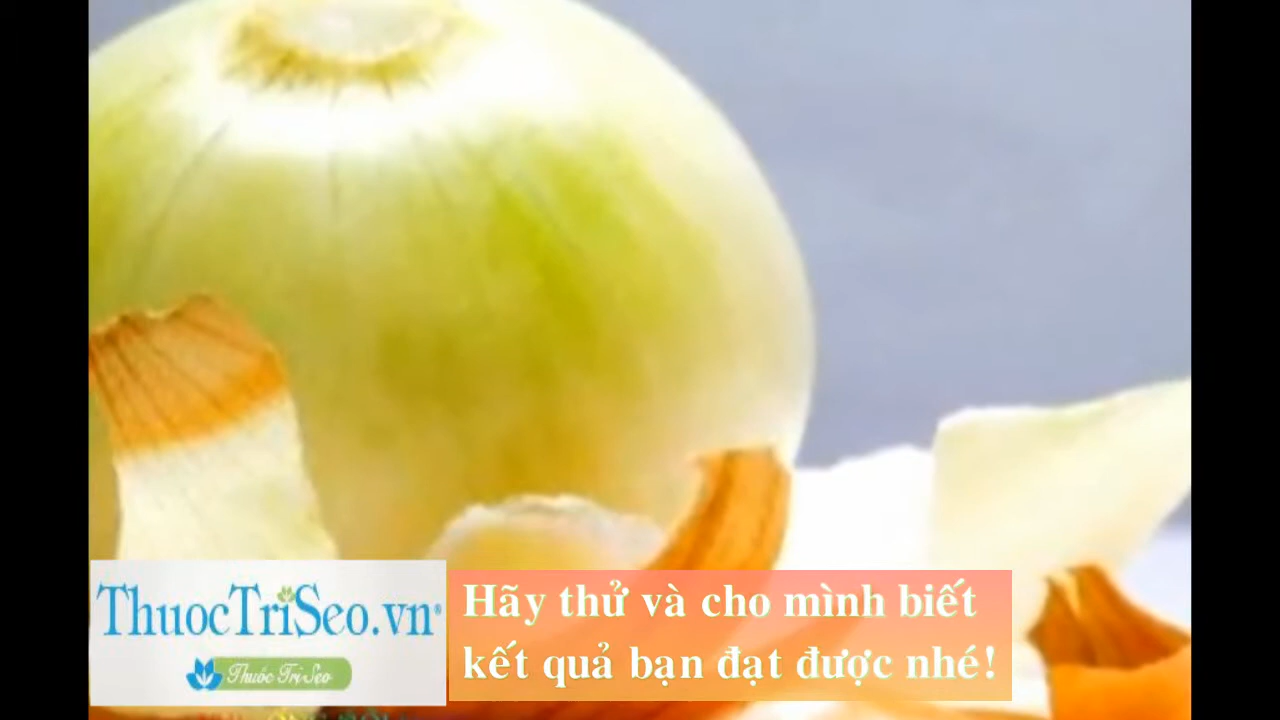 ThuocTriSeo.vn®
Thuốc Trị Sẹo
Hãy thử và cho mình biết
kết quả bạn đạt được nhé!